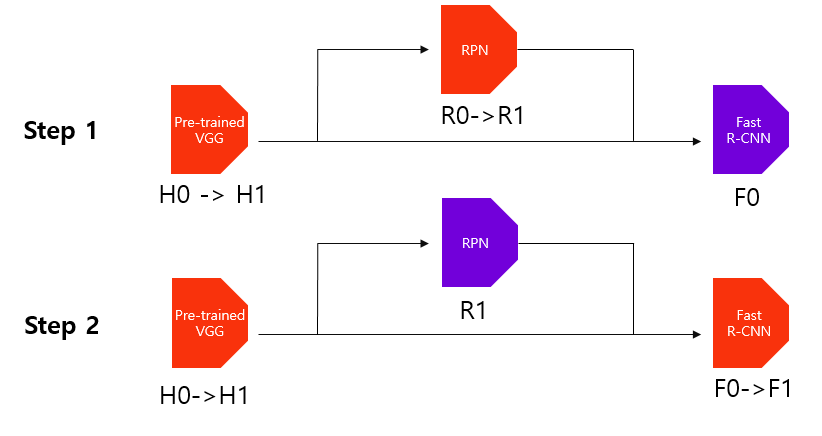 RPN
R0->R1
Step 1
Pre-trained
VGG
H0 -> H1
Fast
R-CNN
F0
RPN
R1
Step 2
Pre-trained
VGG
H0->H1
Fast
R-CNN
F0->F1